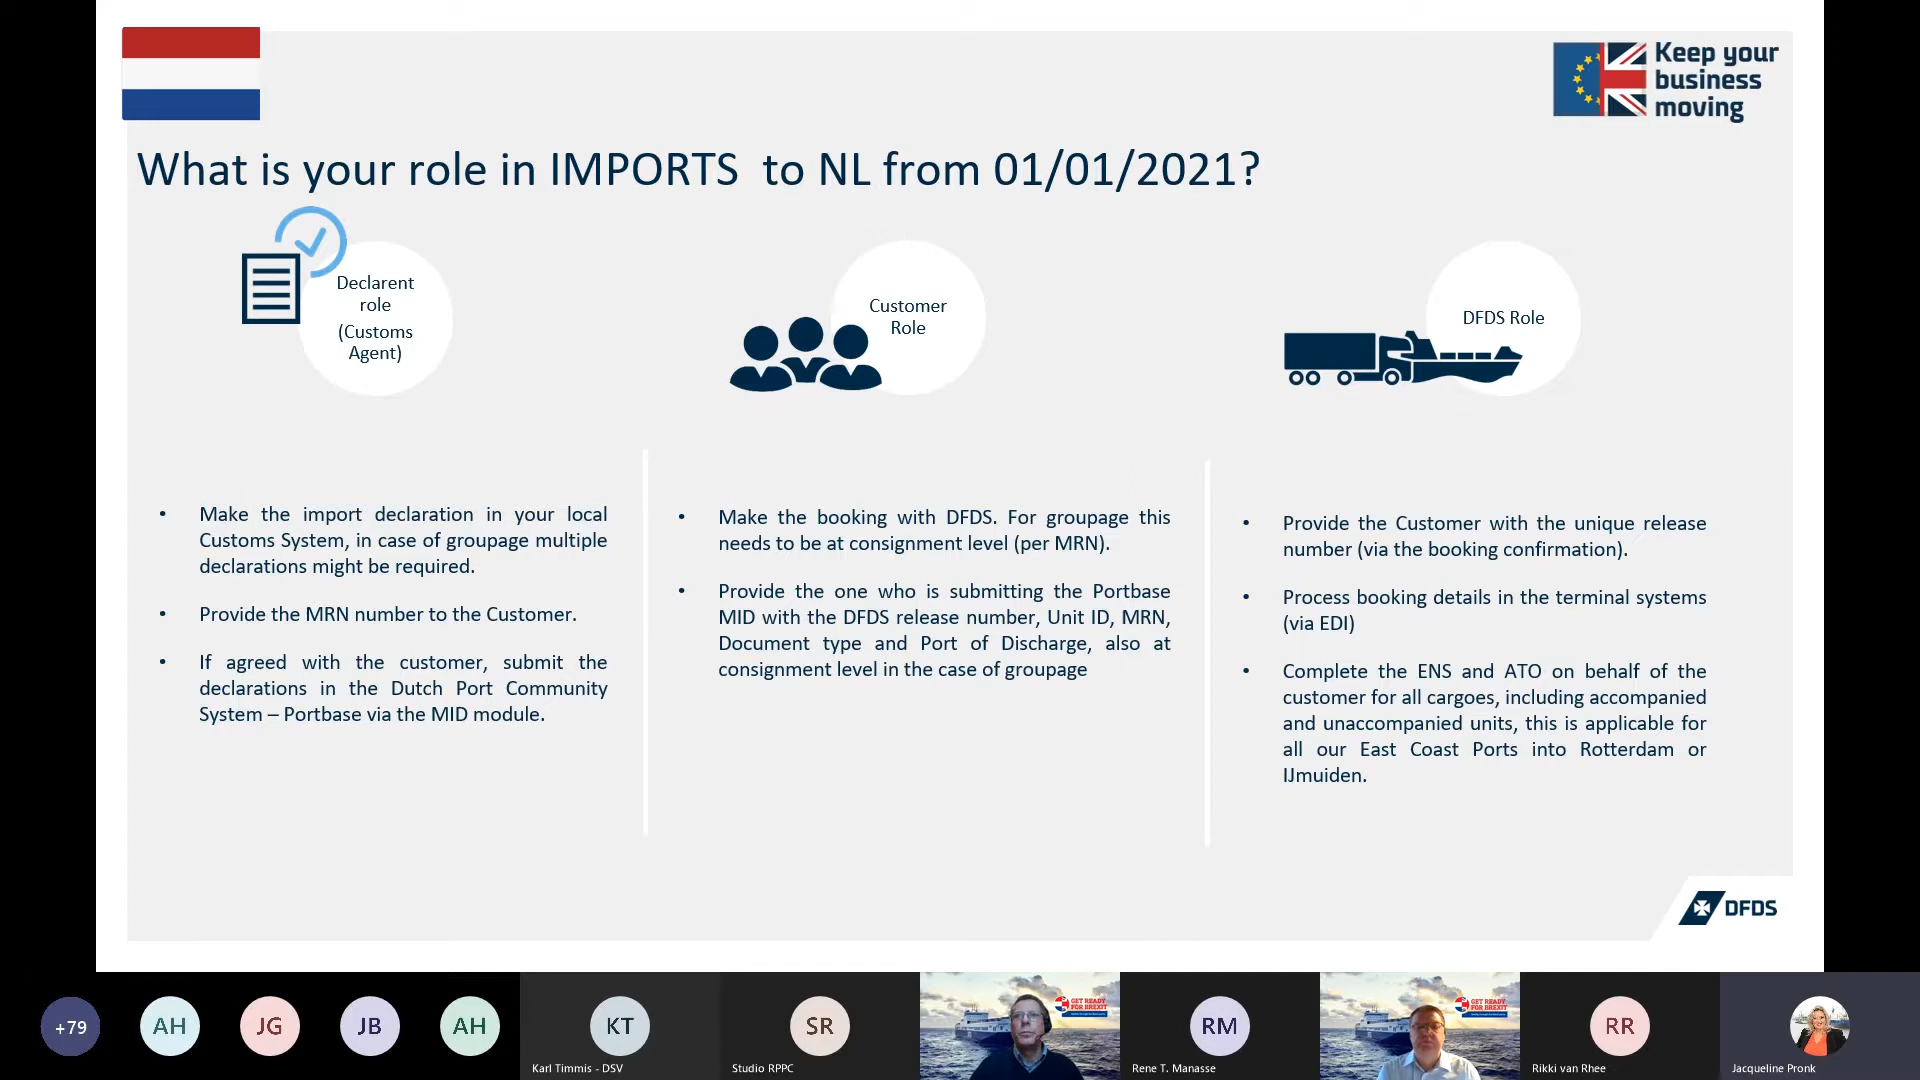 Keep your
business
moving
What is your role in IMPORTS to NL from 01/01/2021?
Declarent
role
(Customs
Agent)
Customer
Role
DFDS Role
• Make the import declaration in your local
Customs System, in case of groupage multiple
declarations might be required.
• Provide the MRN number to the Customer.
• If agreed with the customer, submit the
declarations in the Dutch Port Community
System – Portbase via the MID module.
• Make the booking with DFDS. For groupage this
needs to be at consignment level (per MRN).
• Provide the one who is submitting the Portbase
MID with the DFDS release number, Unit ID, MRN,
Document type and Port of Discharge, also at
consignment level in the case of groupage
• Provide the Customer with the unique release
number (via the booking confirmation).
• Process booking details in the terminal systems
(via EDI)
• Complete the ENS and ATO on behalf of the
customer for all cargoes, including accompanied
and unaccompanied units, this is applicable for
all our East Coast Ports into Rotterdam or
IJmuiden.
DFDS
+79
AH
JG
JB
AH
KT
Karl Timmis - DSV
SR
Studio RPPC
GET READY
FOR BREXIT
RM
Rene T. Manasse
GET READY
FOR BREXIT
RR
Rikki van Rhee
Jacqueline Pronk